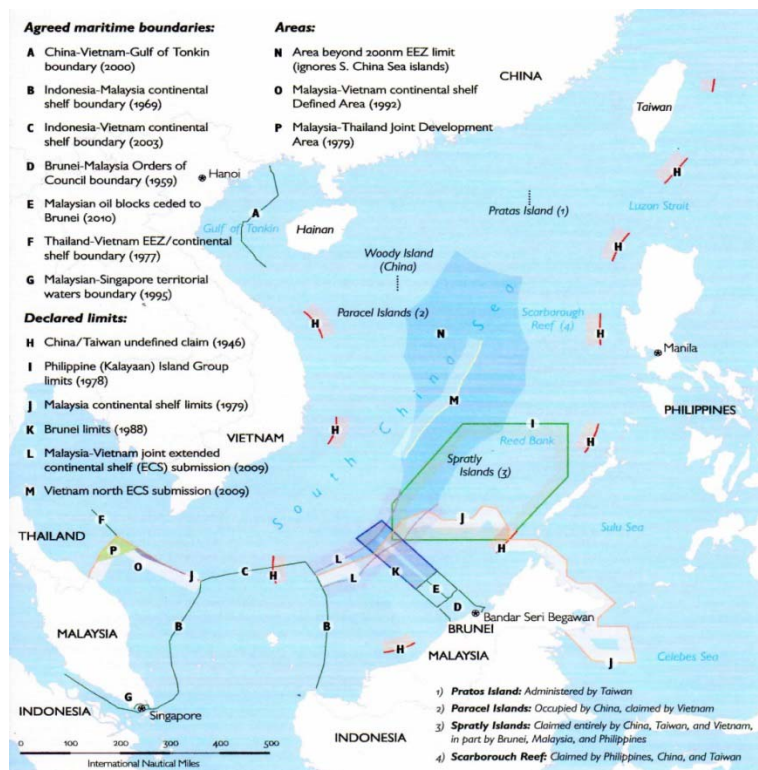 Agreed maritime boundaries:
A China-Vietnam-Gulf of Tonkin
boundary (2000)
B Indonesia-Malaysia continental
shelf boundary (1969)
C Indonesia-Vietnam continental
shelf boundary (2003)
D Brunei-Malaysia Orders of
Council boundary (1959)
E Malaysian oil blocks ceded to
Brunei (2010)
F Thailand-Vietnam EEZ/continental
shelf boundary (1977)
G Malaysian-Singapore territorial
waters boundary (1995)
Declared limits:
H China/Taiwan undefined claim (1946)
I Philippine (Kalayaan) Island Group
limits (1978)
J Malaysia continental shelf limits (1979)
K Brunei limits (1988)
L Malaysia-Vietnam joint extended
continental shelf (ECS) submission (2009)
M Vietnam north ECS submission (2009)
Areas:
N Area beyond 200nm EEZ limit
(ignores S. China Sea islands)
O Malaysia-Vietnam continental shelf
Defined Area (1992)
P Malaysia-Thailand Joint Development
Area (1979)
CHINA
Taiwan
H
Hanoi
A
Gulf of Tonkin
Hainan
Pratas Island (1)
Luzon Strait
H
Woody Island
(China)
Paracel Islands (2)
H
N
Scarborough
Reef (4)
H
Manila
South China Sea
M
PHILIPPINES
VIETNAM
H
I
Reed Bank
H
Spratly
Islands (3)
F
THAILAND
P
O
J
C
H
L
L
K
J
H
Sulu Sea
E
D
Bandar Seri Begawan
BRUNEI
MALAYSIA
B
B
H
MALAYSIA
J
Celebes Sea
G
Singapore
INDONESIA
INDONESIA
0 100 200 300 400 500
International Nautical Miles
1) Pratos Island: Administered by Taiwan
2) Paracel Islands: Occupied by China, claimed by Vietnam
3) Spratly Islands: Claimed entirely by China, Taiwan, and Vietnam,
in part by Brunei, Malaysia, and Philippines
4) Scarborouch Reef: Claimed by Philippines, China, and Taiwan